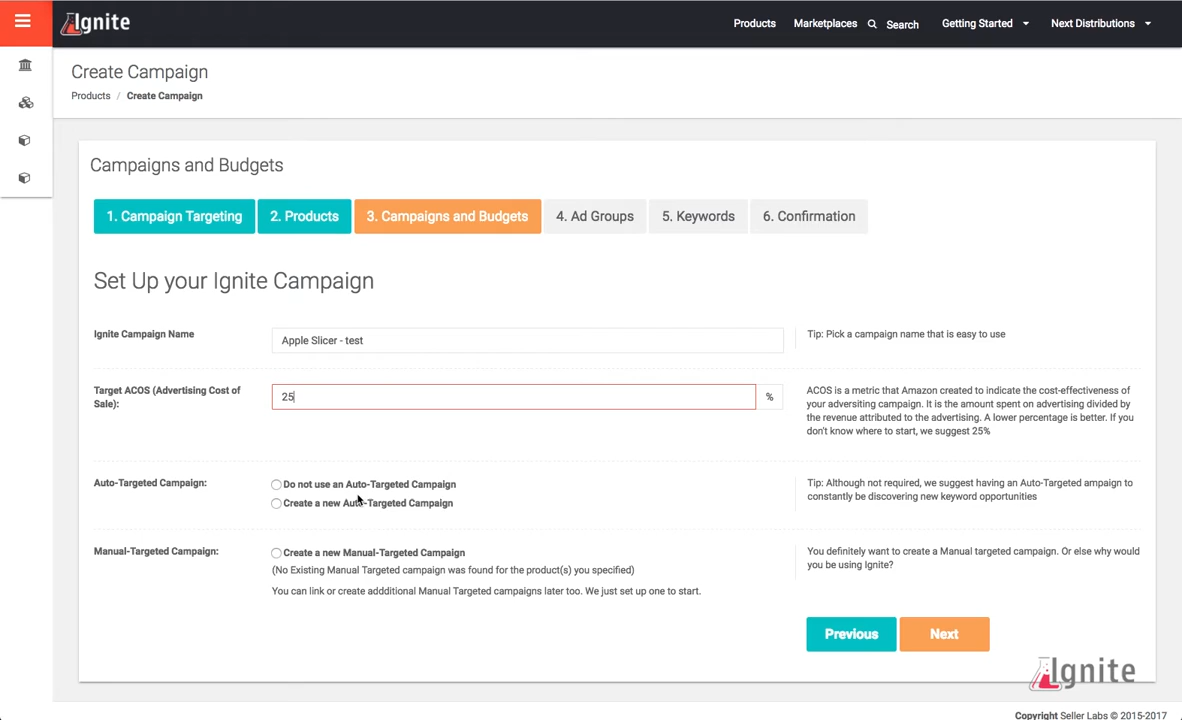 Ignite
Products Marketplaces Search Getting Started Next Distributions
Create Campaign
Products / Create Campaign
Campaigns and Budgets
1. Campaign Targeting 2. Products 3. Campaigns and Budgets 4. Ad Groups 5. Keywords 6. Confirmation
Set Up your Ignite Campaign
Ignite Campaign Name
Apple Slicer - test
Tip: Pick a campaign name that is easy to use
Target ACOS (Advertising Cost of
Sale):
25
%
ACOS is a metric that Amazon created to indicate the cost-effectiveness of
your adversiting campaign. It is the amount spent on advertising divided by
the revenue attributed to the advertising. A lower percentage is better. If you
don't know where to start, we suggest 25%
Auto-Targeted Campaign:
Do not use an Auto-Targeted Campaign
Create a new Auto-Targeted Campaign
Tip: Although not required, we suggest having an Auto-Targeted ampaign to
constantly be discovering new keyword opportunities
Manual-Targeted Campaign:
Create a new Manual-Targeted Campaign
(No Existing Manual Targeted campaign was found for the product(s) you specified)
You can link or create addditional Manual Targeted campaigns later too. We just set up one to start.
You definitely want to create a Manual targeted campaign. Or else why would
you be using Ignite?
Previous Next
Ignite
Copyright Seller Labs © 2015-2017